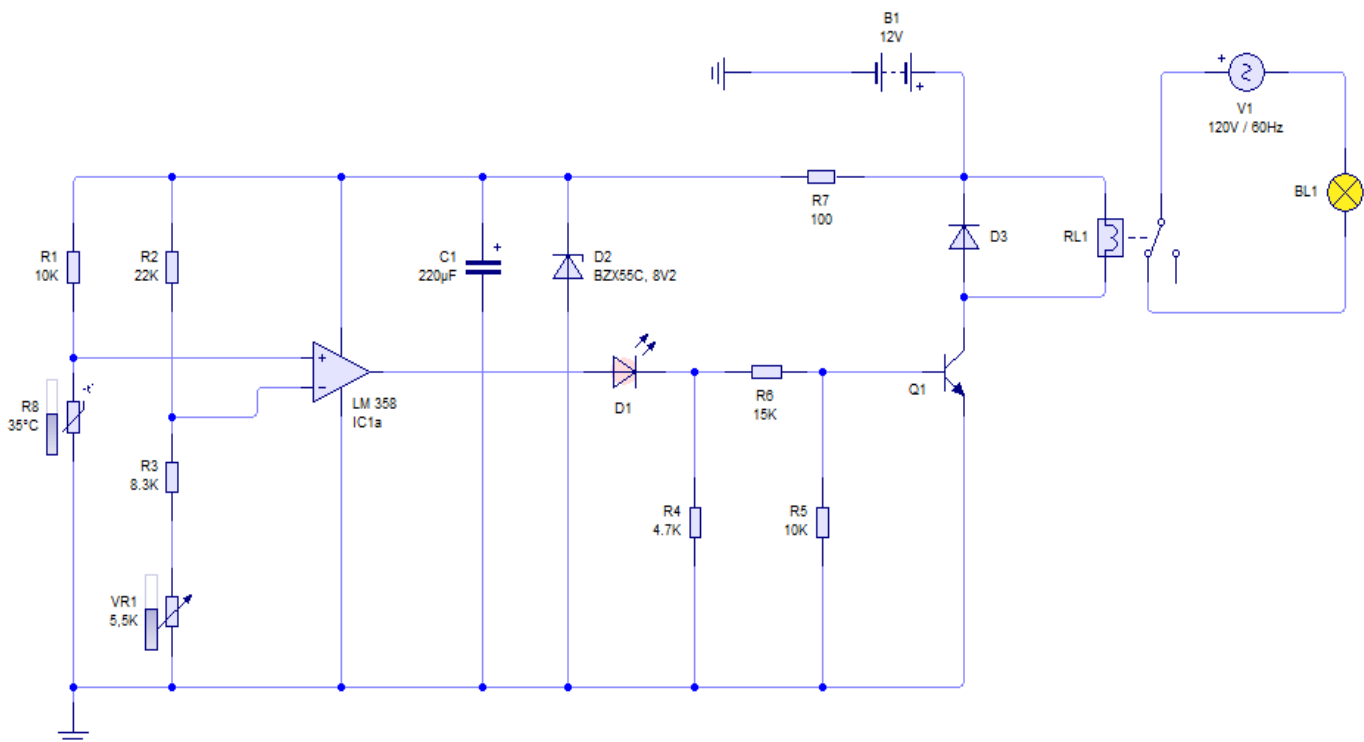 B1
12V
+
+
V1
120V / 60Hz
BL1
R7
100
D3
RL1
R1
10K
R2
22K
C1
220µF
+
D2
BZX55C, 8V2
+
−
LM 358
IC1a
R8
35°C
D1
R6
15K
Q1
R3
8.3K
R4
4.7K
R5
10K
VR1
5,5K